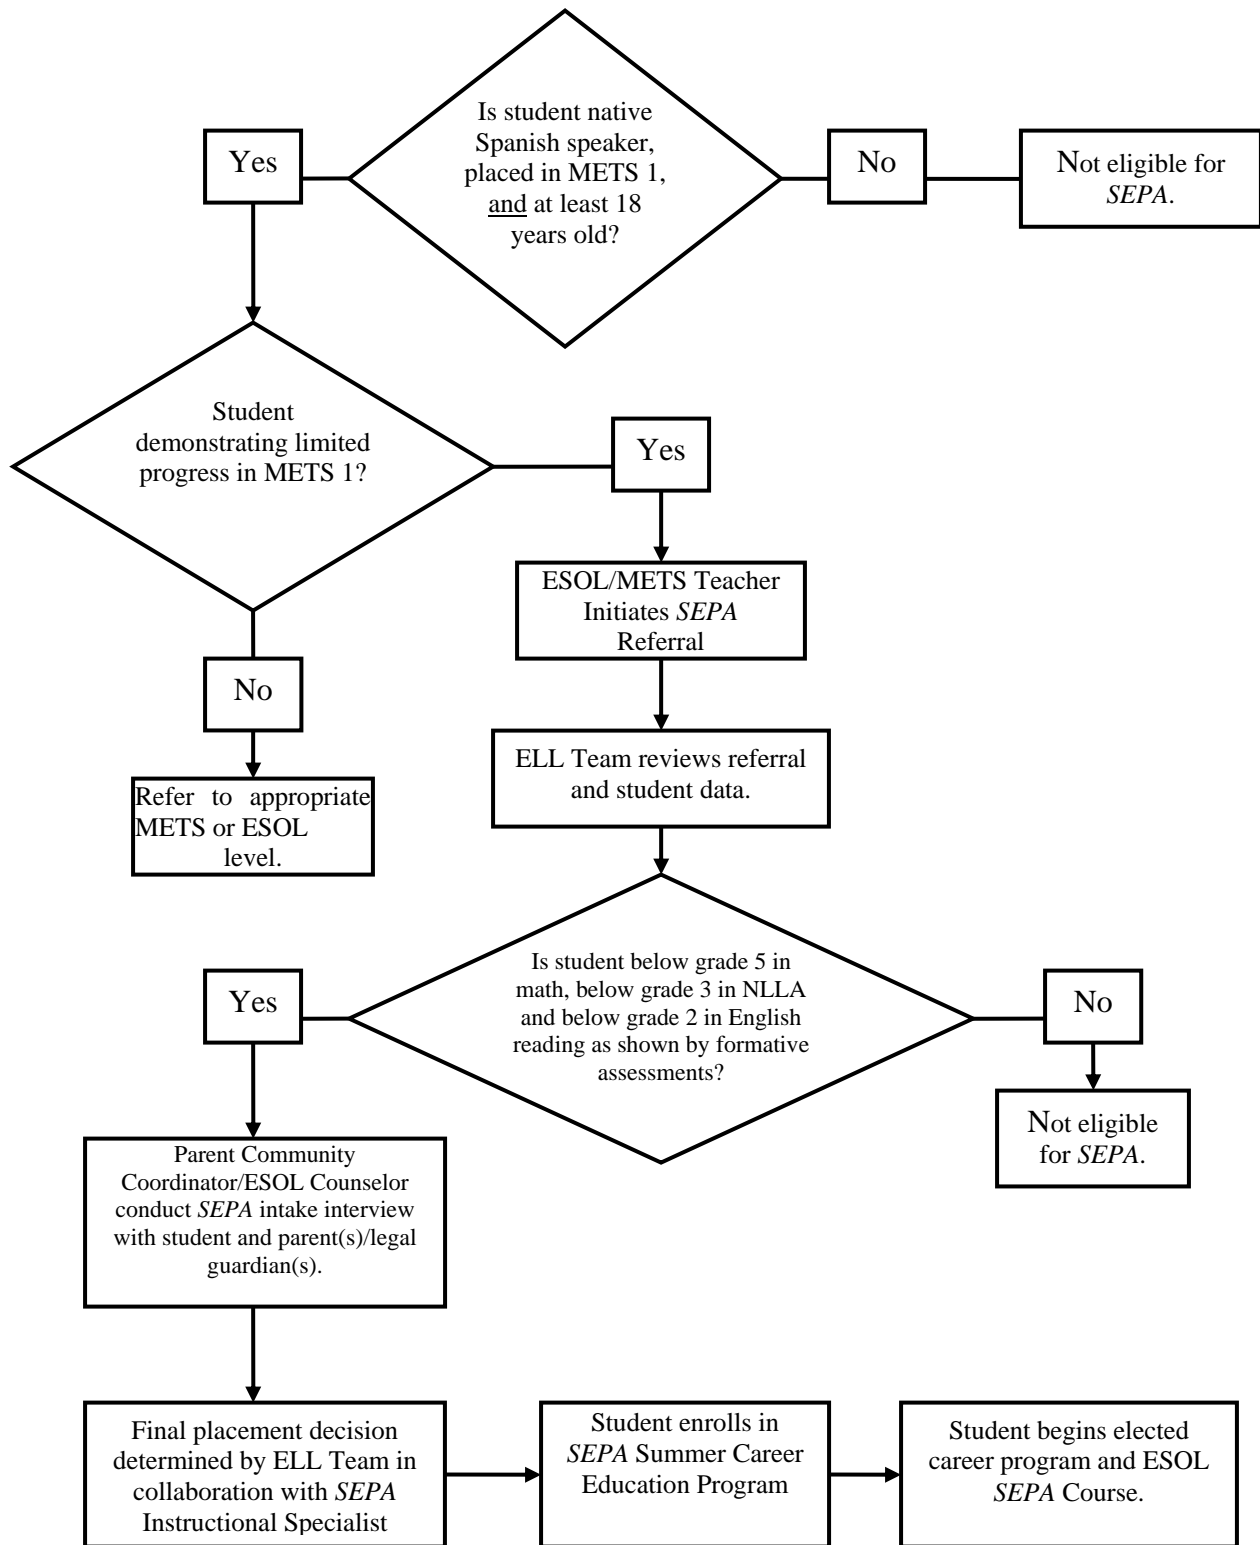 Is student native
Spanish speaker,
placed in METS 1,
and at least 18
years old?
Yes
No
Not eligible for
SEPA.
Student
demonstrating limited
progress in METS 1?
Yes
No
ESOL/METS Teacher
Initiates SEPA
Referral
Refer to appropriate
METS or ESOL
level.
ELL Team reviews referral
and student data.
Is student below grade 5 in
math, below grade 3 in NLLA
and below grade 2 in English
reading as shown by formative
assessments?
Yes
No
Not eligible
for SEPA.
Parent Community
Coordinator/ESOL Counselor
conduct SEPA intake interview
with student and parent(s)/legal
guardian(s).
Final placement decision
determined by ELL Team in
collaboration with SEPA
Instructional Specialist
Student enrolls in
SEPA Summer Career
Education Program
Student begins elected
career program and ESOL
SEPA Course.